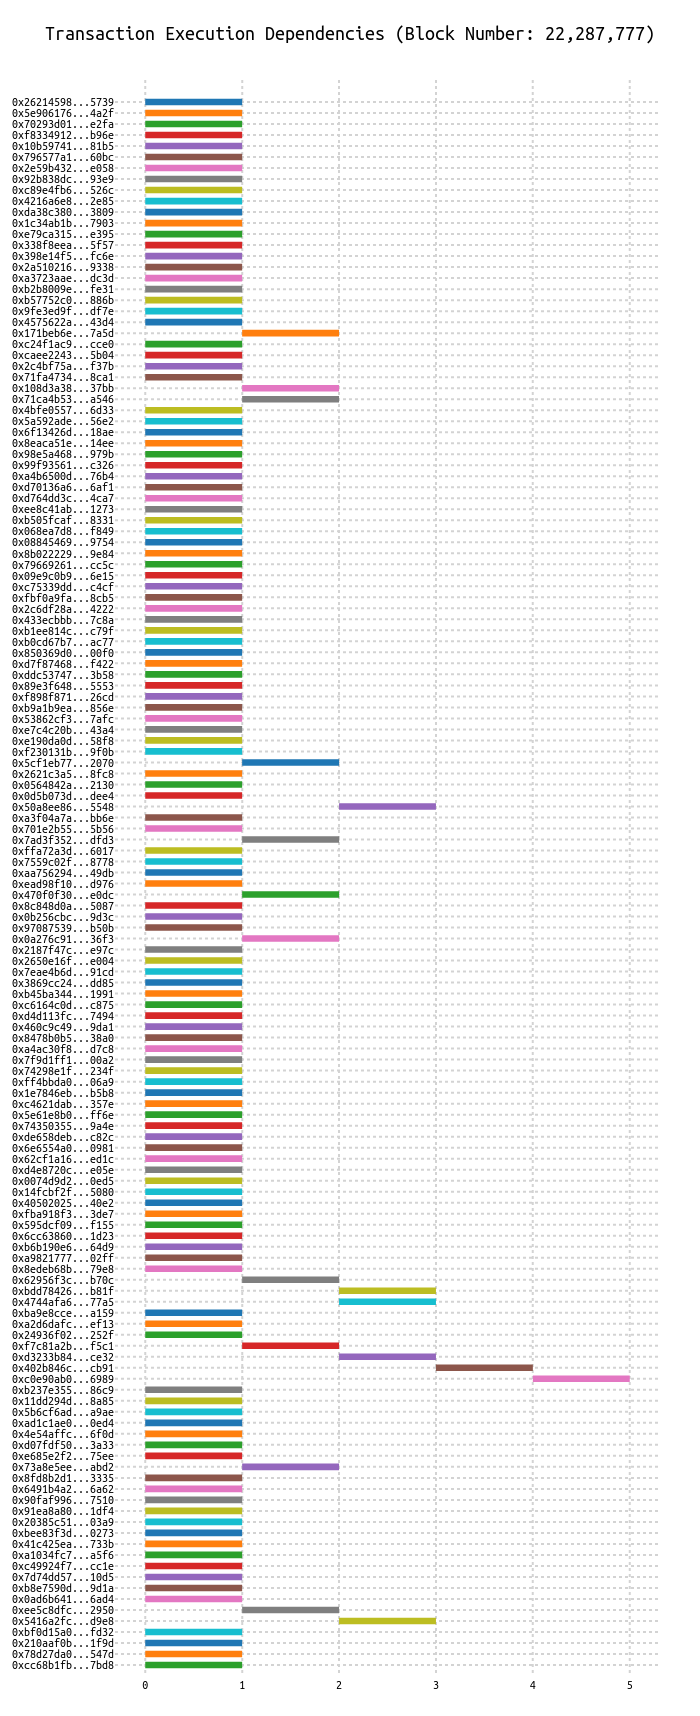 Transaction Execution Dependencies (Block Number: 22,287,777)
0x26214598...5739
0x5e906176...4a2f
0x70293d01...e2fa
0xf8334912...b96e
0x10b59741...81b5
0x796577a1...60bc
0x2e59b432...e058
0x92b838dc...93e9
0xc89e4fb6...526c
0x4216a6e8...2e85
0xda38c380...3809
0x1c34ab1b...7903
0xe79ca315...e395
0x338f8eea...5f57
0x398e14f5...fc6e
0x2a510216...9338
0xa3723aae...dc3d
0xb2b8009e...fe31
0xb57752c0...886b
0x9fe3ed9f...df7e
0x4575622a...43d4
0x171beb6e...7a5d
0xc24f1ac9...cce0
0xcaee2243...5b04
0x2c4bf75a...f37b
0x71fa4734...8ca1
0x108d3a38...37bb
0x71ca4b53...a546
0x4bfe0557...6d33
0x5a592ade...56e2
0x6f13426d...18ae
0x8eaca51e...14ee
0x98e5a468...979b
0x99f93561...c326
0xa4b6500d...76b4
0xd70136a6...6af1
0xd764dd3c...4ca7
0xee8c41ab...1273
0xb505fcaf...8331
0x068ea7d8...f849
0x08845469...9754
0x8b022229...9e84
0x79669261...cc5c
0x09e9c0b9...6e15
0xc75339dd...c4cf
0xfbf0a9fa...8cb5
0x2c6df28a...4222
0x433ecbbb...7c8a
0xb1ee814c...c79f
0xb0cd67b7...ac77
0x850369d0...00f0
0xd7f87468...f422
0xddc53747...3b58
0x89e3f648...5553
0xf898f871...26cd
0xb9a1b9ea...856e
0x53862cf3...7afc
0xe7c4c20b...43a4
0xe190da0d...58f8
0xf230131b...9f0b
0x5cf1eb77...2070
0x2621c3a5...8fc8
0x0564842a...2130
0x0d5b073d...dee4
0x50a8ee86...5548
0xa3f04a7a...bb6e
0x701e2b55...5b56
0x7ad3f352...dfd3
0xffa72a3d...6017
0x7559c02f...8778
0xaa756294...49db
0xead98f10...d976
0x470f0f30...e0dc
0x8c848d0a...5087
0x0b256cbc...9d3c
0x97087539...b50b
0x0a276c91...36f3
0x2187f47c...e97c
0x2650e16f...e004
0x7eae4b6d...91cd
0x3869cc24...dd85
0xb45ba344...1991
0xc6164c0d...c875
0xd4d113fc...7494
0x460c9c49...9da1
0x8478b0b5...38a0
0xa4ac30f8...d7c8
0x7f9d1ff1...00a2
0x74298e1f...234f
0xff4bbda0...06a9
0x1e7846eb...b5b8
0xc4621dab...357e
0x5e61e8b0...ff6e
0x74350355...9a4e
0xde658deb...c82c
0x6e6554a0...0981
0x62cf1a16...ed1c
0xd4e8720c...e05e
0x0074d9d2...0ed5
0x14fcbf2f...5080
0x40502025...40e2
0xfba918f3...3de7
0x595dcf09...f155
0x6cc63860...1d23
0xb6b190e6...64d9
0xa9821777...02ff
0x8edeb68b...79e8
0x62956f3c...b70c
0xbdd78426...b81f
0x4744afa6...77a5
0xba9e8cce...a159
0xa2d6dafc...ef13
0x24936f02...252f
0xf7c81a2b...f5c1
0xd3233b84...ce32
0x402b846c...cb91
0xc0e90ab0...6989
0xb237e355...86c9
0x11dd294d...8a85
0x5b6cf6ad...a9ae
0xad1c1ae0...0ed4
0x4e54affc...6f0d
0xd07fdf50...3a33
0xe685e2f2...75ee
0x73a8e5ee...abd2
0x8fd8b2d1...3335
0x6491b4a2...6a62
0x90faf996...7510
0x91ea8a80...1df4
0x20385c51...03a9
0xbee83f3d...0273
0x41c425ea...733b
0xa1034fc7...a5f6
0xc49924f7...cc1e
0x7d74dd57...10d5
0xb8e7590d...9d1a
0x0ad6b641...6ad4
0xee5c8dfc...2950
0x5416a2fc...d9e8
0xbf0d15a0...fd32
0x210aaf0b...1f9d
0x78d27da0...547d
0xcc68b1fb...7bd8
0 1 2 3 4 5